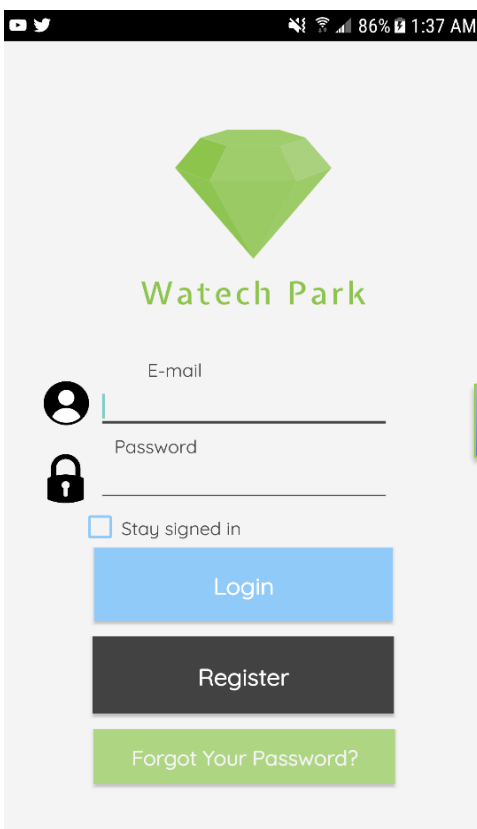 86% 1:37 AM
Watech Park
E-mail
Password
Stay signed in
Login
Register
Forgot Your Password?